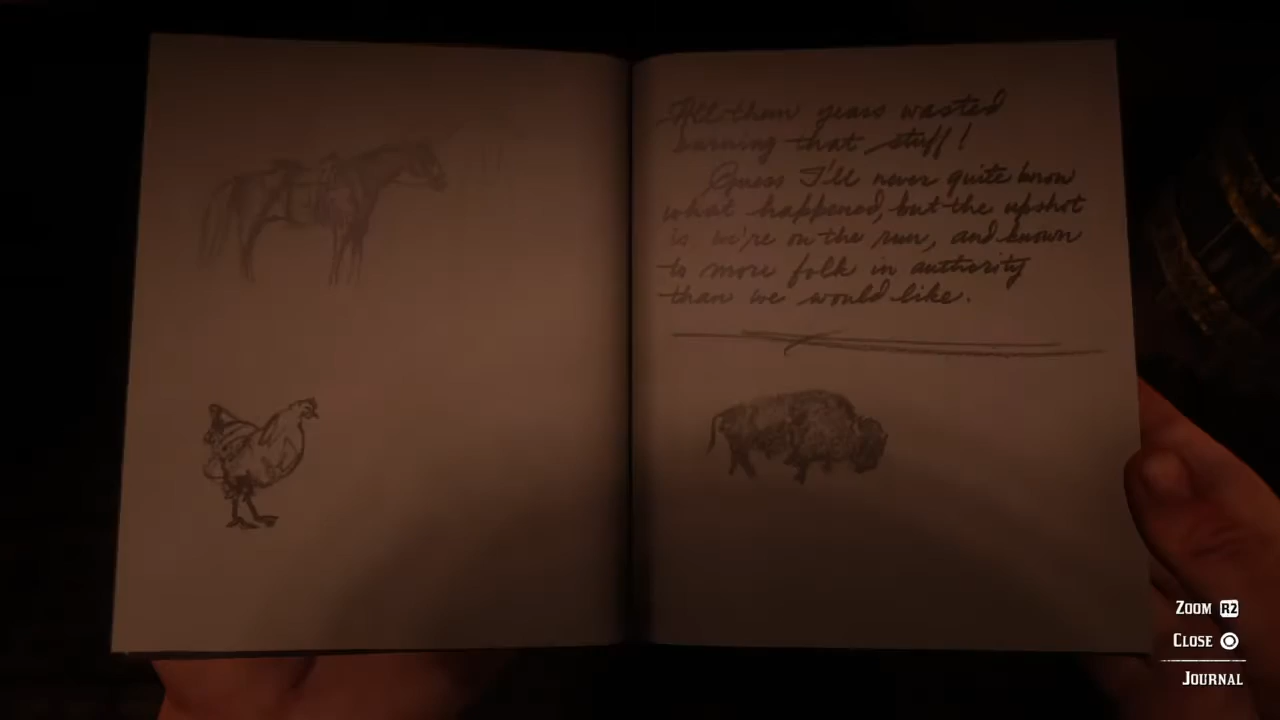 All them years wasted
burning that stuff!
Guess I'll never quite know
what happened, but the upshot
is, we're on the run, and known
to more folk in authority
than we would like.
ZOOM R2
CLOSE
JOURNAL